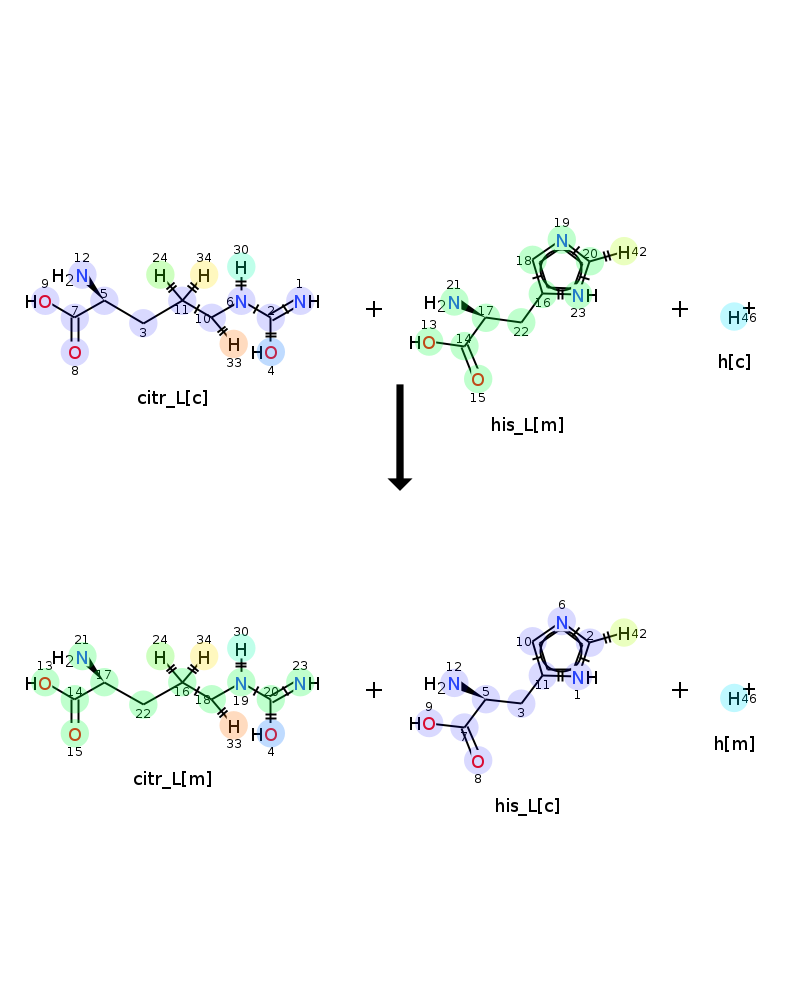 12 24 34 30 1
9 H₂N H H H
HO 5 11 6 N 2 NH
7 3 10 H HO
O 33 4
8
citr_L[c]
+
19
N 20 H 42
18
21 16 NH
H₂N 17 23
13 22
HO 14
O
15
his_L[m]
+
H⁺ 46
h[c]
21 24 34 30 23
13 H₂N H H H
HO 17 16 N NH
14 22 18 19 20
O H HO
15 33 4
citr_L[m]
+
6
N 2 H 42
10
12 11 NH
H₂N 5 1
9 3
HO 7
O
8
his_L[c]
+
H⁺ 46
h[m]